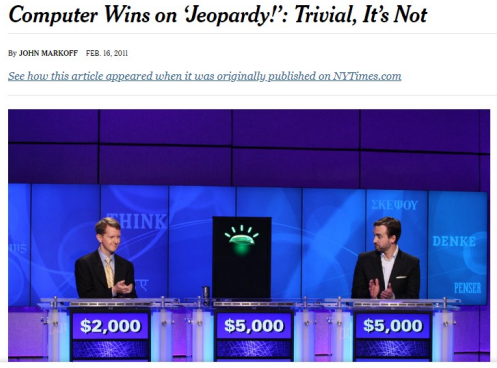 Computer Wins on ‘Jeopardy!’: Trivial, It’s Not
By JOHN MARKOFF FEB. 16, 2011
See how this article appeared when it was originally published on NYTimes.com
THINK
ΣΚΕΨΟΥ
DENKE
PENSER
$2,000
$5,000
$5,000